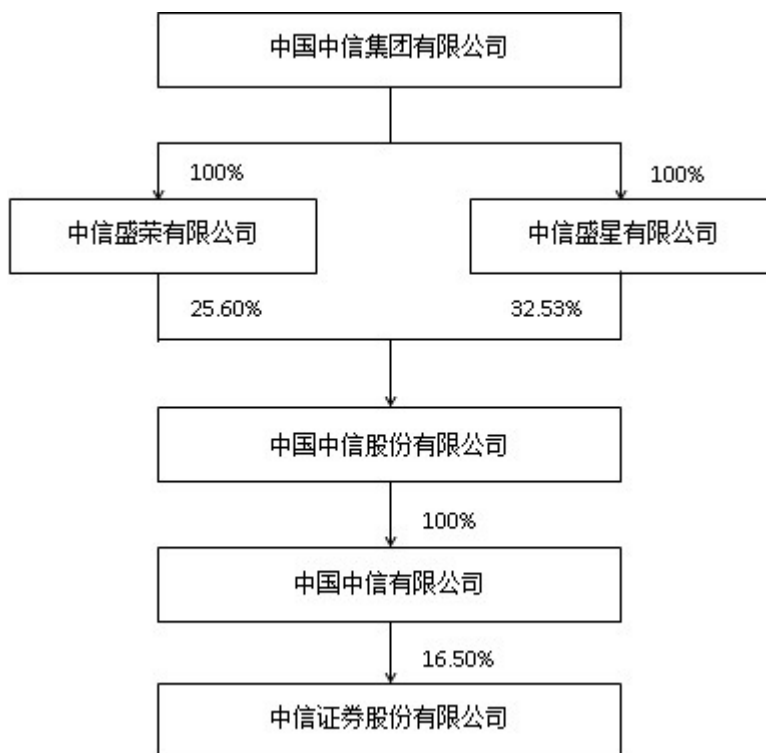 中国中信集团有限公司
100%
100%
中信盛荣有限公司
中信盛星有限公司
25.60%
32.53%
中国中信股份有限公司
100%
中国中信有限公司
16.50%
中信证券股份有限公司